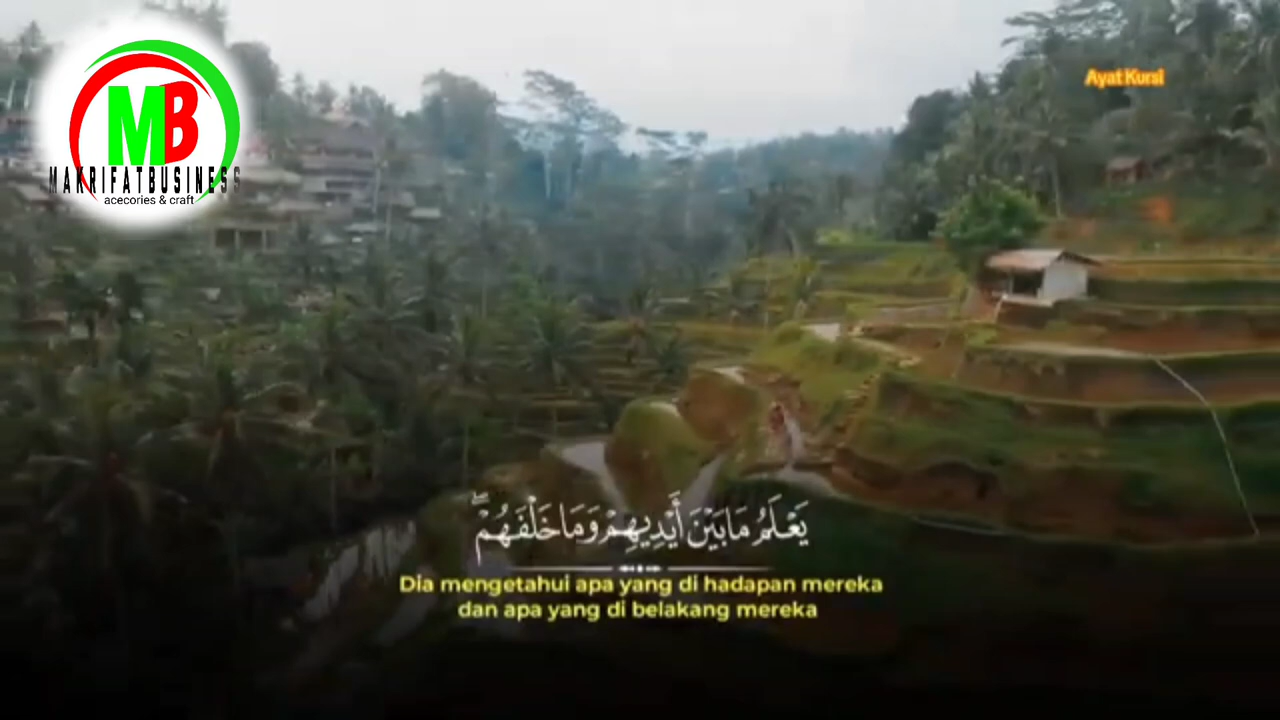 MB
MAKRIFATBUSINESS
acecories & craft
Ayat Kursi
يَعْلَمُ مَا بَيْنَ أَيْدِيهِمْ وَمَا خَلْفَهُمْ ۖ
Dia mengetahui apa yang di hadapan mereka
dan apa yang di belakang mereka